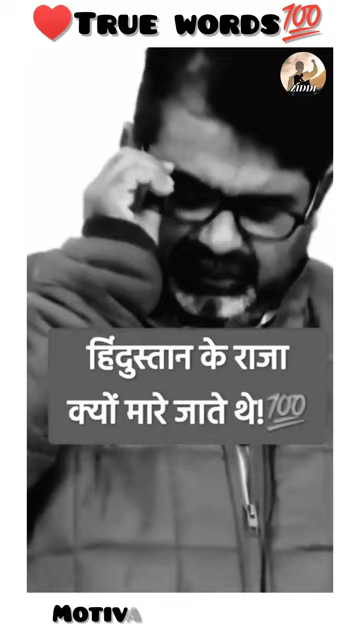 ❤️TRUE WORDS💯
ZIDDI
हिंदुस्तान के राजा
क्यों मारे जाते थे!💯
MOTIVA